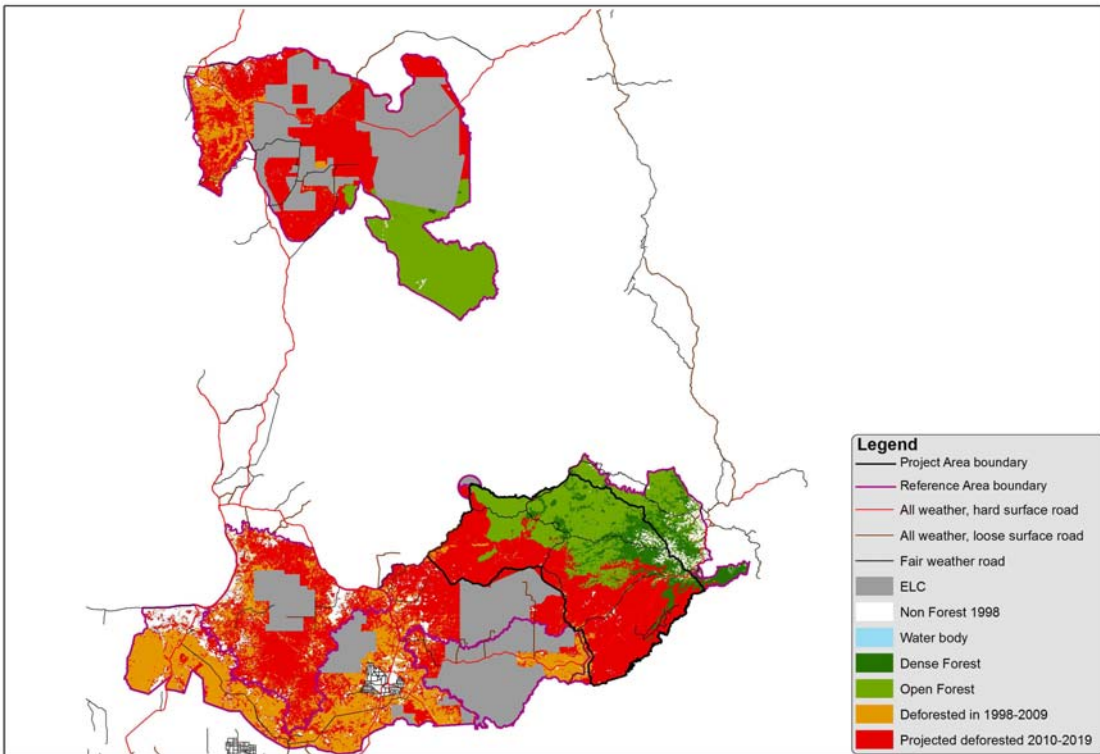 Legend
Project Area boundary
Reference Area boundary
All weather, hard surface road
All weather, loose surface road
Fair weather road
ELC
Non Forest 1998
Water body
Dense Forest
Open Forest
Deforested in 1998-2009
Projected deforested 2010-2019